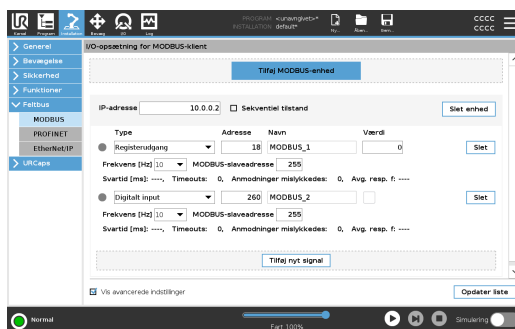 PROGRAM <unavngivet>*
INSTALLATION default*
Kørsel Program Installation Bevæg I/O Log Ny... Åben... Gem...
CCCC
CCCC
Generel
Bevægelse
Sikkerhed
Funktioner
Feltbus
MODBUS
PROFINET
EtherNet/IP
URCaps
I/O-opsætning for MODBUS-klient
Tilføj MODBUS-enhed
IP-adresse 10.0.0.2 Sekventiel tilstand Slet enhed
Type Adresse Navn Værdi
Registerudgang 18 MODBUS_1 0 Slet
Frekvens [Hz] 10 MODBUS-slaveadresse 255
Svartid [ms]: ----, Timeouts: 0, Anmodninger mislykkedes: 0, Avg. resp. f: ----
Digitalt input 260 MODBUS_2 Slet
Frekvens [Hz] 10 MODBUS-slaveadresse 255
Svartid [ms]: ----, Timeouts: 0, Anmodninger mislykkedes: 0, Avg. resp. f: ----
Tilføj nyt signal
Vis avancerede indstillinger Opdater liste
Normal Fart 100% Simulering